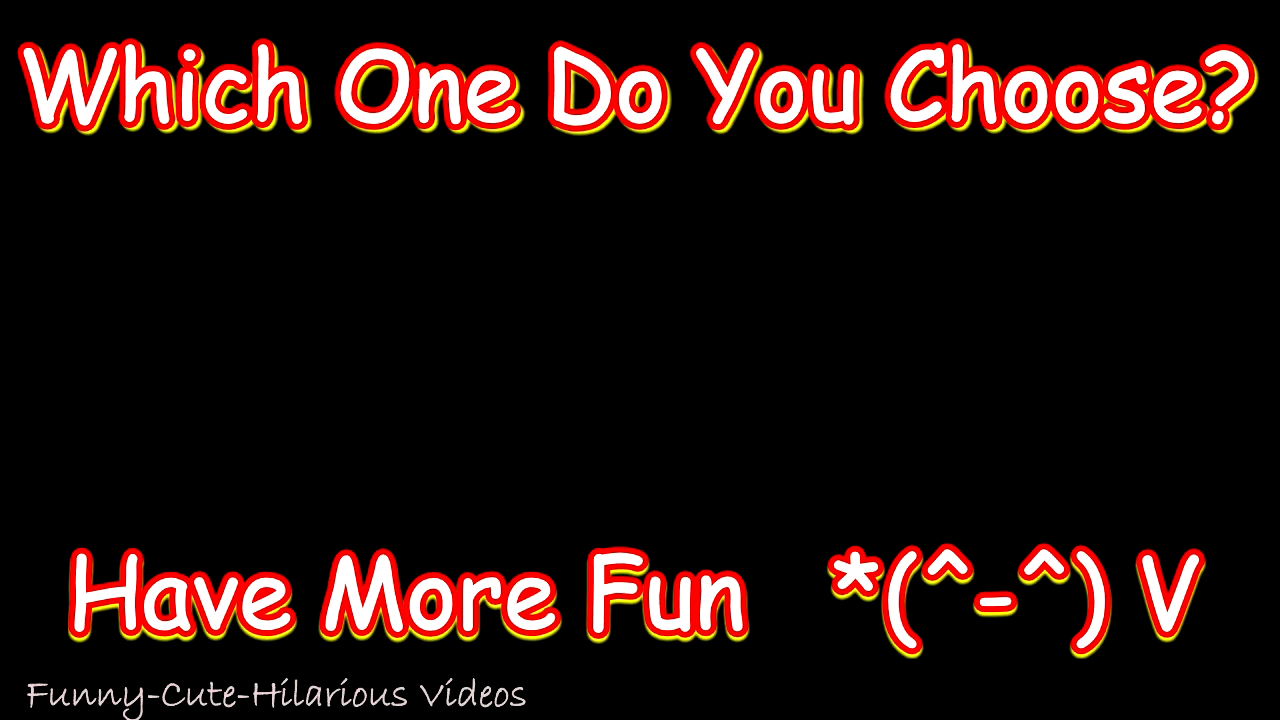 Which One Do You Choose?
Have More Fun *(^-^) V
Funny-Cute-Hilarious Videos